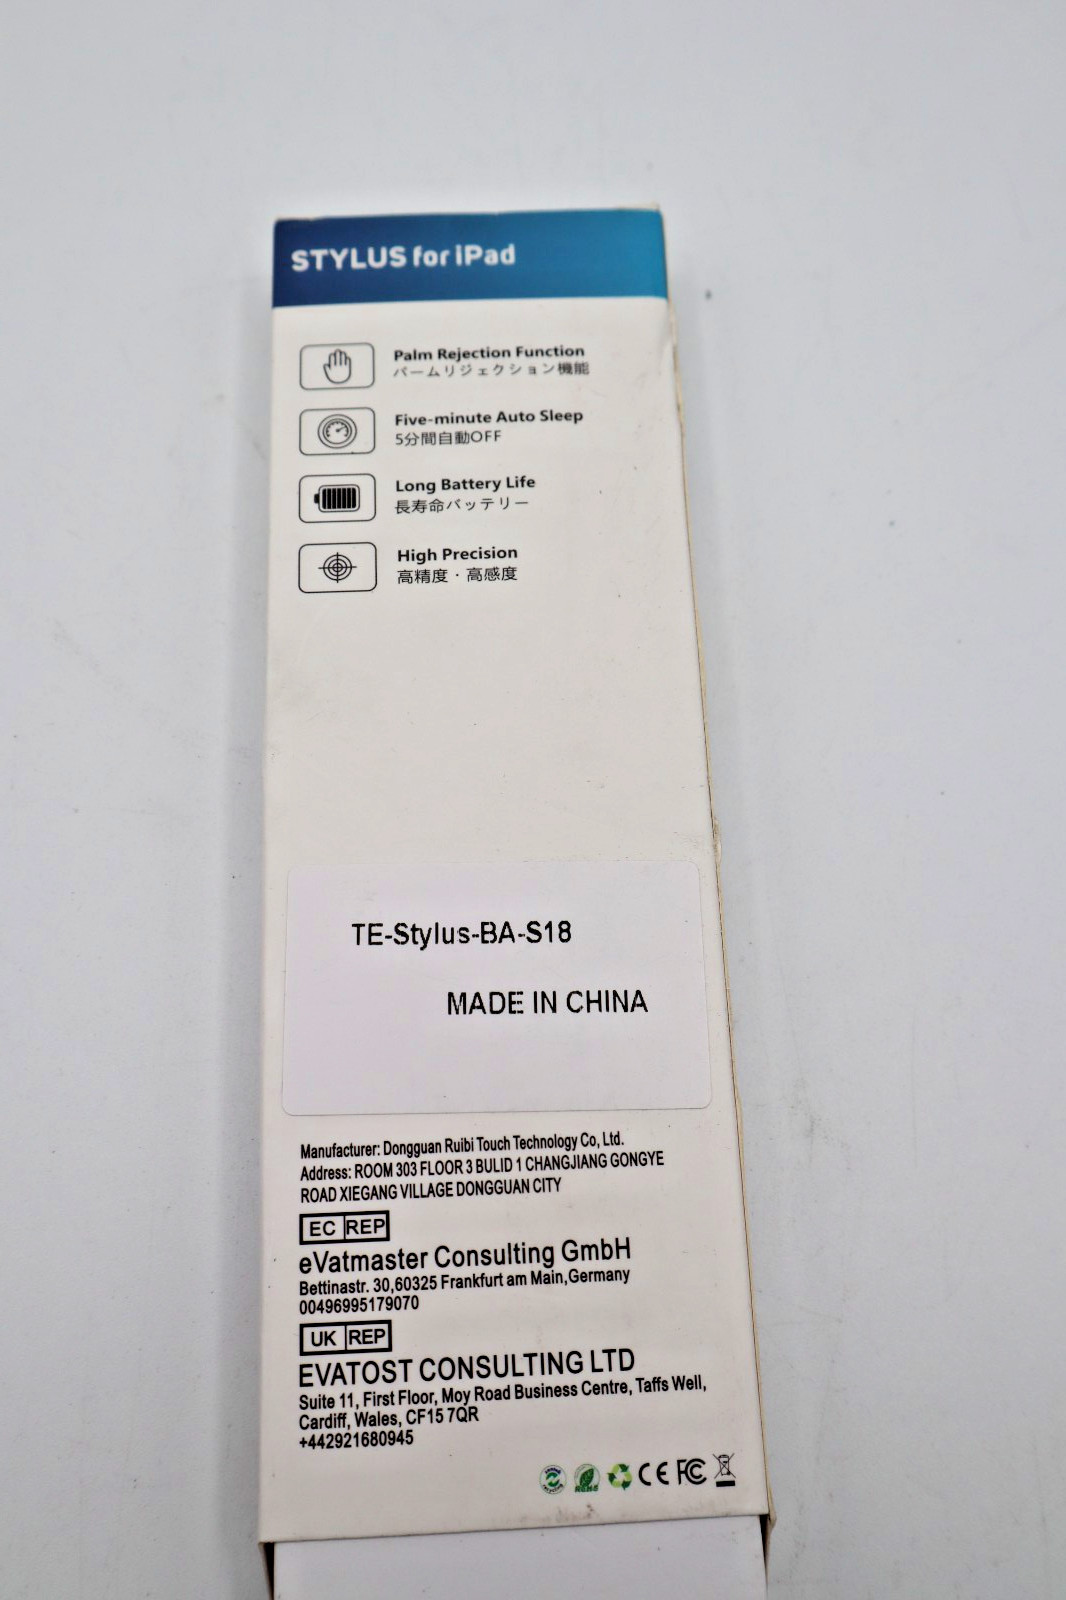 STYLUS for iPad
Palm Rejection Function
パームリジェクション機能
Five-minute Auto Sleep
5分間自動OFF
Long Battery Life
長寿命バッテリー
High Precision
高精度・高感度
TE-Stylus-BA-S18
MADE IN CHINA
Manufacturer: Dongguan Ruibi Touch Technology Co, Ltd.
Address: ROOM 303 FLOOR 3 BULID 1 CHANGJIANG GONGYE
ROAD XIEGANG VILLAGE DONGGUAN CITY
EC REP
eVatmaster Consulting GmbH
Bettinastr. 30,60325 Frankfurt am Main,Germany
00496995179070
UK REP
EVATOST CONSULTING LTD
Suite 11, First Floor, Moy Road Business Centre, Taffs Well,
Cardiff, Wales, CF15 7QR
+442921680945
RoHS CE FC